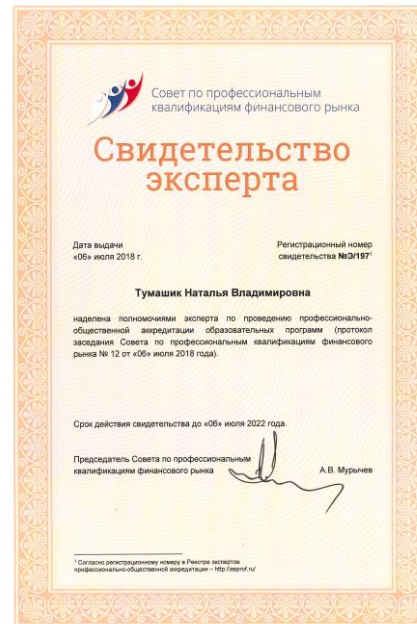 Совет по профессиональным
квалификациям финансового рынка
Свидетельство
эксперта
Дата выдачи
«06» июля 2018 г.
Регистрационный номер
свидетельства №Э/197¹
Тумашик Наталья Владимировна
наделена полномочиями эксперта по проведению профессионально-
общественной аккредитации образовательных программ (протокол
заседания Совета по профессиональным квалификациям финансового
рынка № 12 от «06» июля 2018 года).
Срок действия свидетельства до «06» июля 2022 года.
Председатель Совета по профессиональным
квалификациям финансового рынка
А.В. Мурычев
¹ Согласно регистрационному номеру в Реестре экспертов
профессионально-общественной аккредитации – http://asprof.ru/